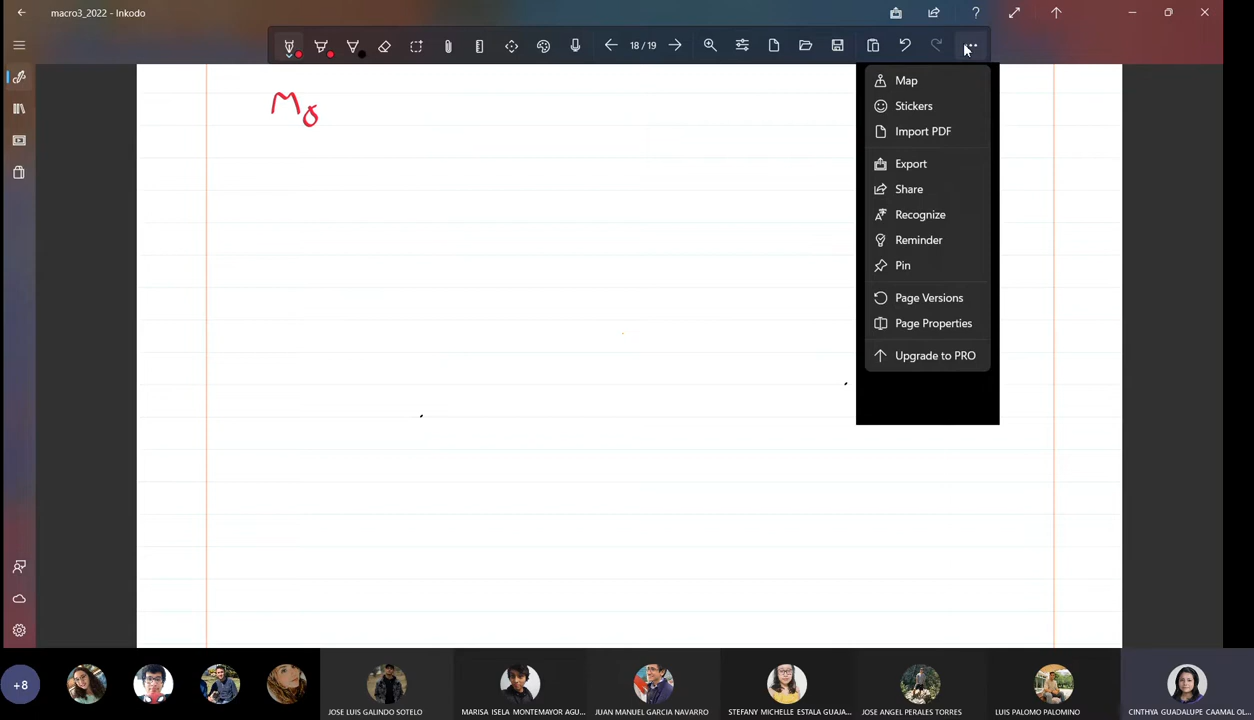 macro3_2022 - Inkodo
18 / 19
Map
Stickers
Import PDF
Export
Share
Recognize
Reminder
Pin
Page Versions
Page Properties
Upgrade to PRO
+8
JOSE LUIS GALINDO SOTELO
MARISA ISELA MONTEMAYOR AGU...
JUAN MANUEL GARCIA NAVARRO
STEFANY MICHELLE ESTALA GUAJA...
JOSE ANGEL PERALES TORRES
LUIS PALOMO PALOMINO
CINTHYA GUADALUPE CAAMAL OL...